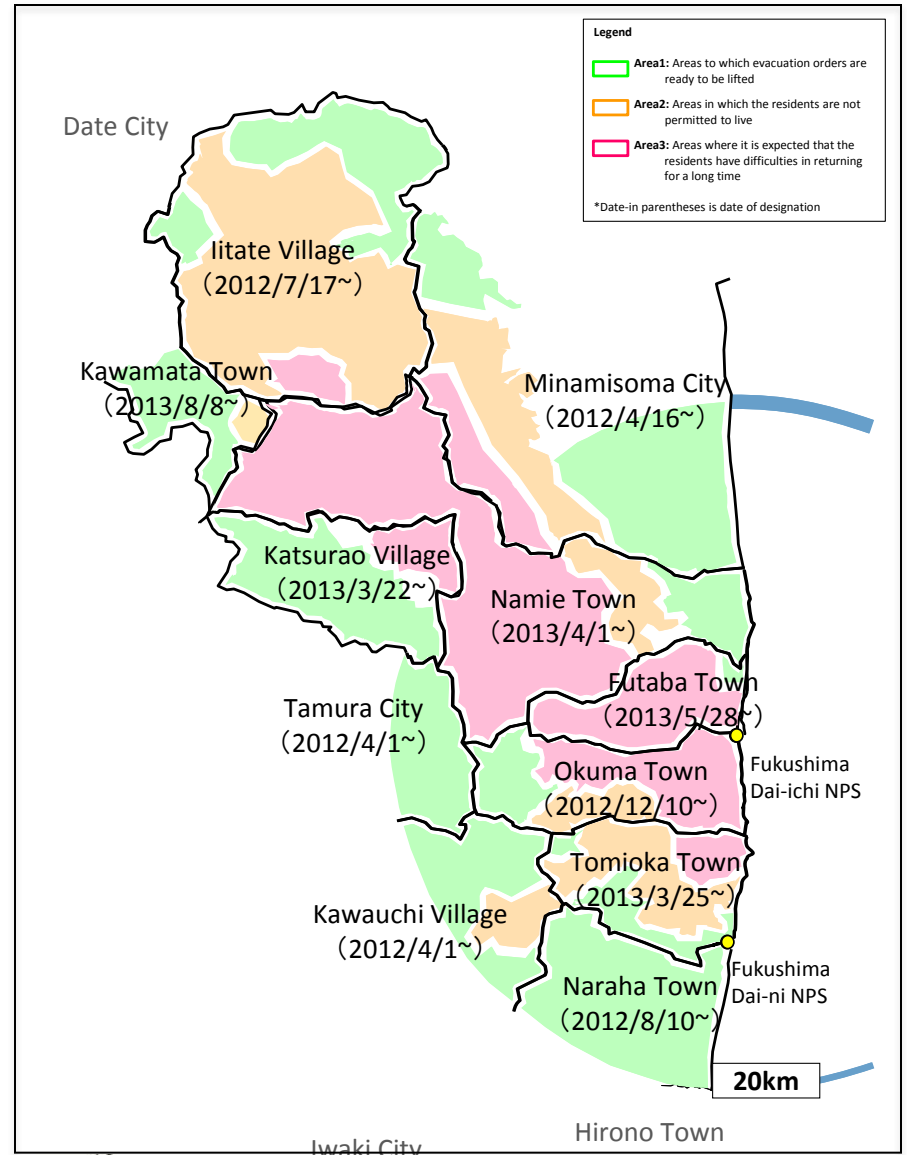 Legend
Area1: Areas to which evacuation orders are
ready to be lifted
Area2: Areas in which the residents are not
permitted to live
Area3: Areas where it is expected that the
residents have difficulties in returning
for a long time
*Date-in parentheses is date of designation
Date City
Iitate Village
（2012/7/17~）
Kawamata Town
（2013/8/8~）
Minamisoma City
（2012/4/16~）
Katsurao Village
（2013/3/22~）
Namie Town
（2013/4/1~）
Futaba Town
（2013/5/28~）
Tamura City
（2012/4/1~）
Fukushima
Dai-ichi NPS
Okuma Town
（2012/12/10~）
Tomioka Town
（2013/3/25~）
Kawauchi Village
（2012/4/1~）
Fukushima
Dai-ni NPS
Naraha Town
（2012/8/10~）
20km
Hirono Town
Iwaki City